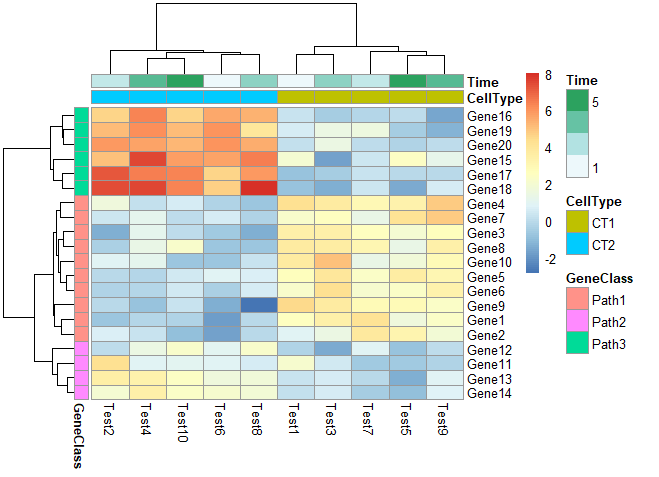 Time
CellType
Gene16
Gene19
Gene20
Gene15
Gene17
Gene18
Gene4
Gene7
Gene3
Gene8
Gene10
Gene5
Gene6
Gene9
Gene1
Gene2
Gene12
Gene11
Gene13
Gene14
GeneClass
Test2
Test4
Test10
Test6
Test8
Test1
Test3
Test7
Test5
Test9
8
6
4
2
0
-2
Time
5
1
CellType
CT1
CT2
GeneClass
Path1
Path2
Path3